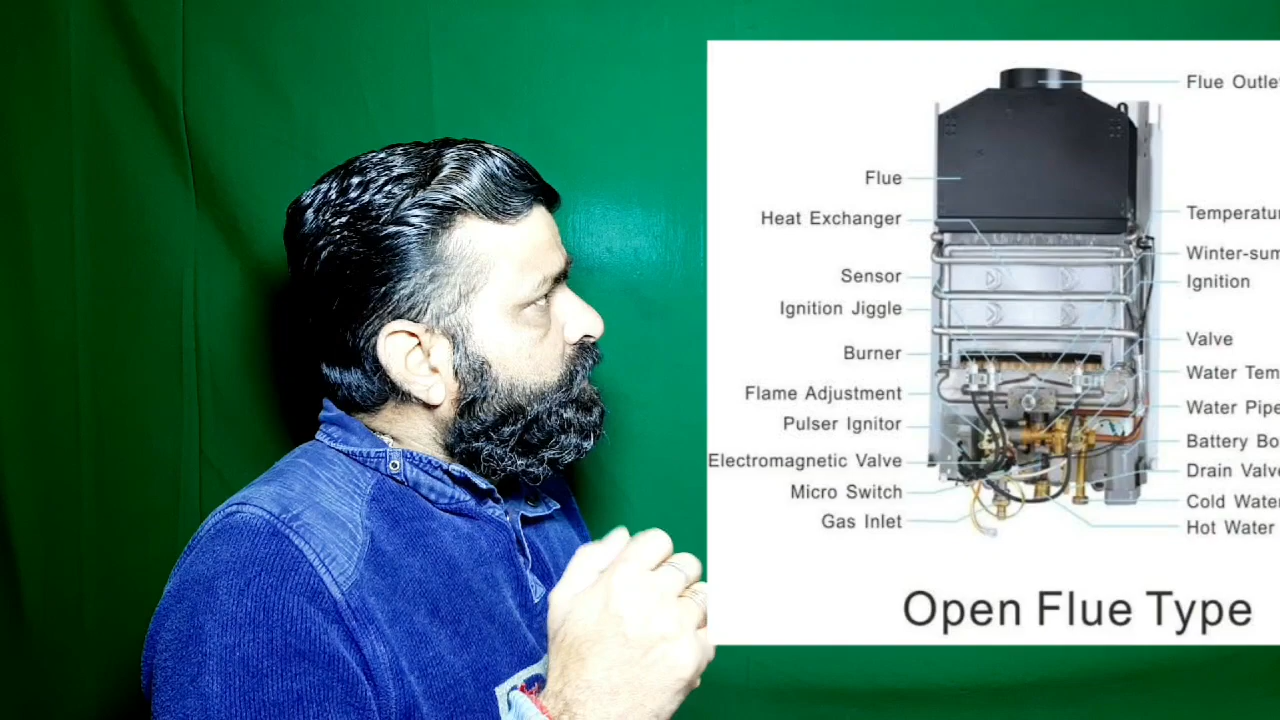 Flue Outlet
Flue
Heat Exchanger
Sensor
Ignition Jiggle
Burner
Flame Adjustment
Pulser Ignitor
Electromagnetic Valve
Micro Switch
Gas Inlet
Winter-sum
Ignition
Valve
Water Tem
Water Pipe
Battery Bo
Drain Valve
Cold Water
Hot Water
Open Flue Type